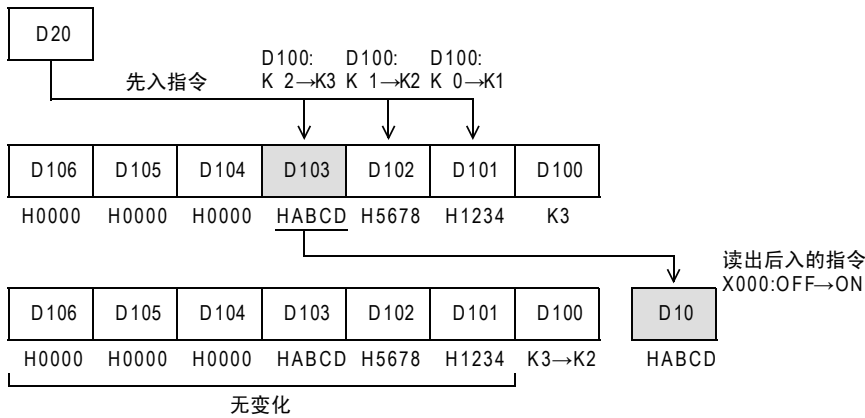 D20
先入指令
D100: D100: D100:
K 2→K3 K 1→K2 K 0→K1
D106 D105 D104 D103 D102 D101 D100
H0000 H0000 H0000 HABCD H5678 H1234 K3
读出后入的指令
X000:OFF→ON
D106 D105 D104 D103 D102 D101 D100 D10
H0000 H0000 H0000 HABCD H5678 H1234 K3→K2 HABCD
无变化